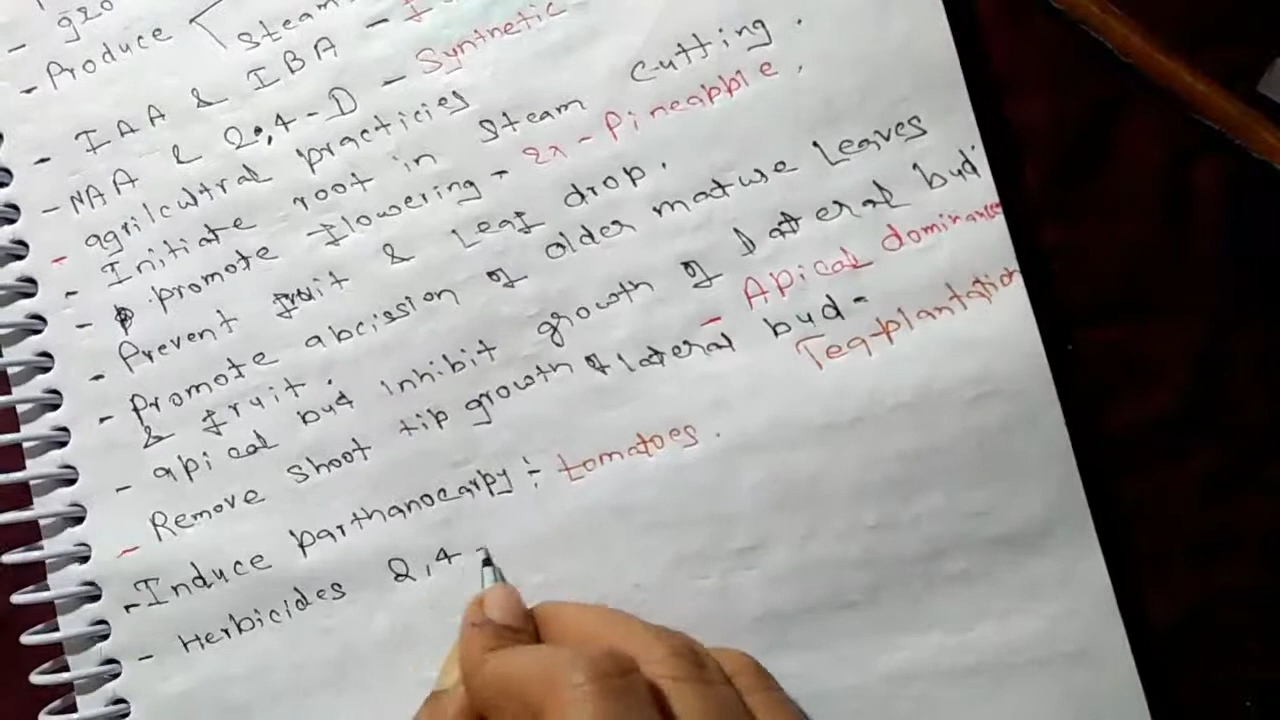 - Produce Steam
- IAA & IBA -
- NAA & 2,4-D - Synthetic
- agrilcultral practicies
- Initiate root in Steam cutting.
- promote flowering - ex - Pineapple.
- Prevent fruit & Leaf drop.
- Promote abcission of older mature Leaves
& fruit.
- apical bud inhibit growth of Lateral bud
- Apical dominance
- Remove shoot tip growth of lateral bud -
Teaplantation
- Induce parthanocarpy :- tomatoes.
- Herbicides 2,4 -